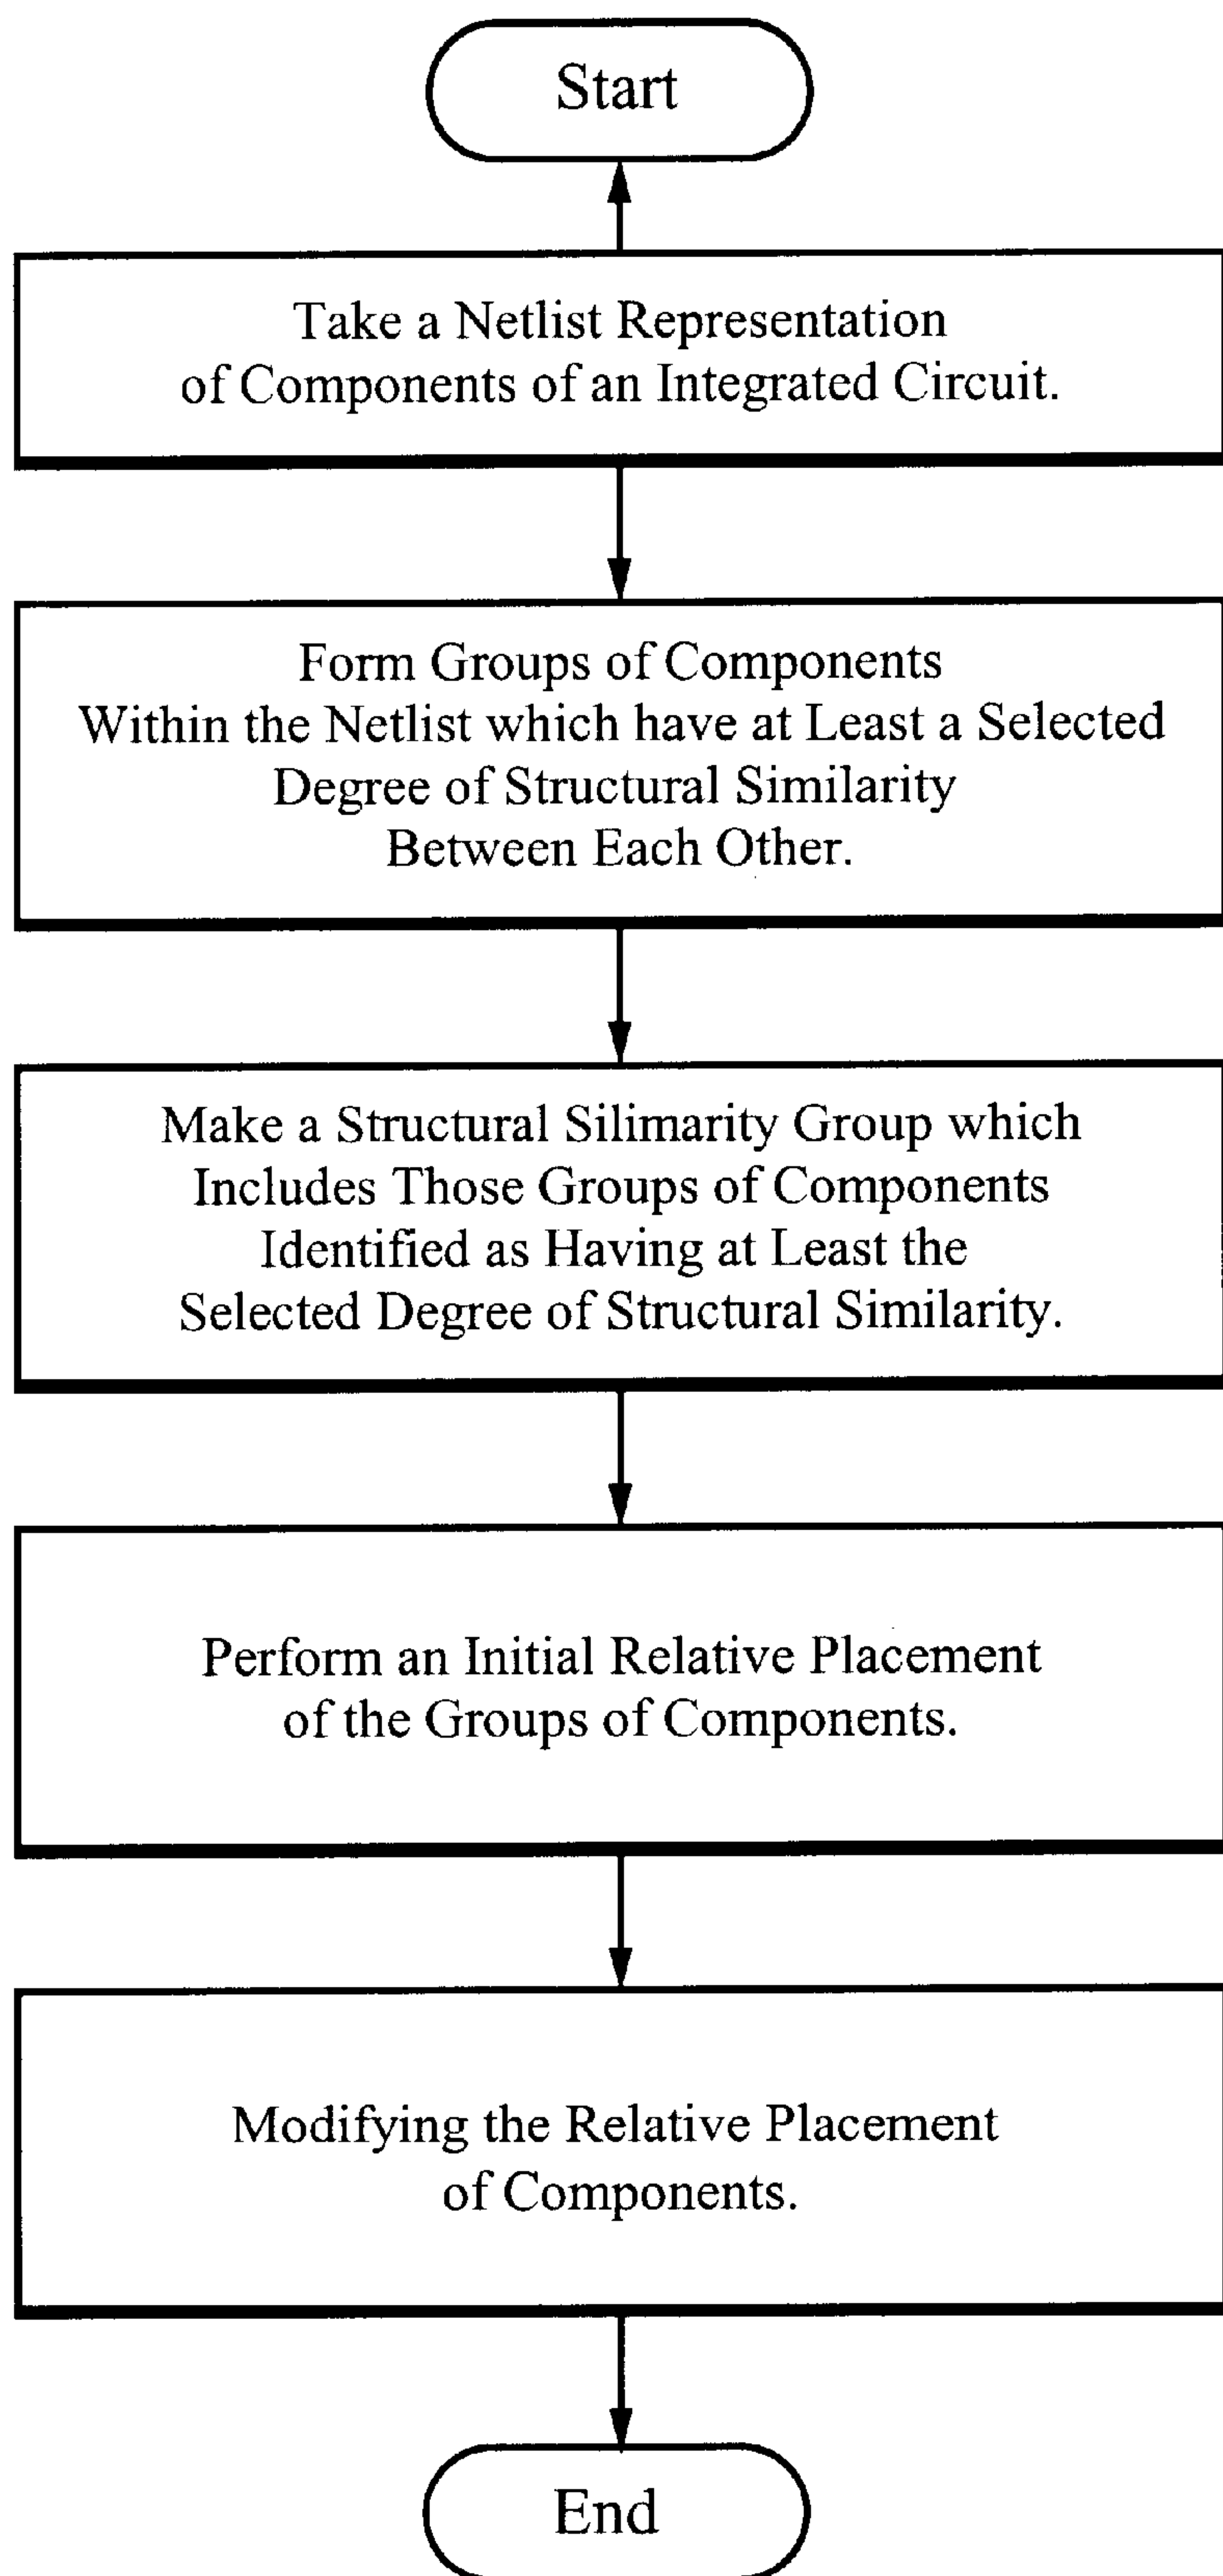 Start
Take a Netlist Representation
of Components of an Integrated Circuit.
Form Groups of Components
Within the Netlist which have at Least a Selected
Degree of Structural Similarity
Between Each Other.
Make a Structural Silimarity Group which
Includes Those Groups of Components
Identified as Having at Least the
Selected Degree of Structural Similarity.
Perform an Initial Relative Placement
of the Groups of Components.
Modifying the Relative Placement
of Components.
End